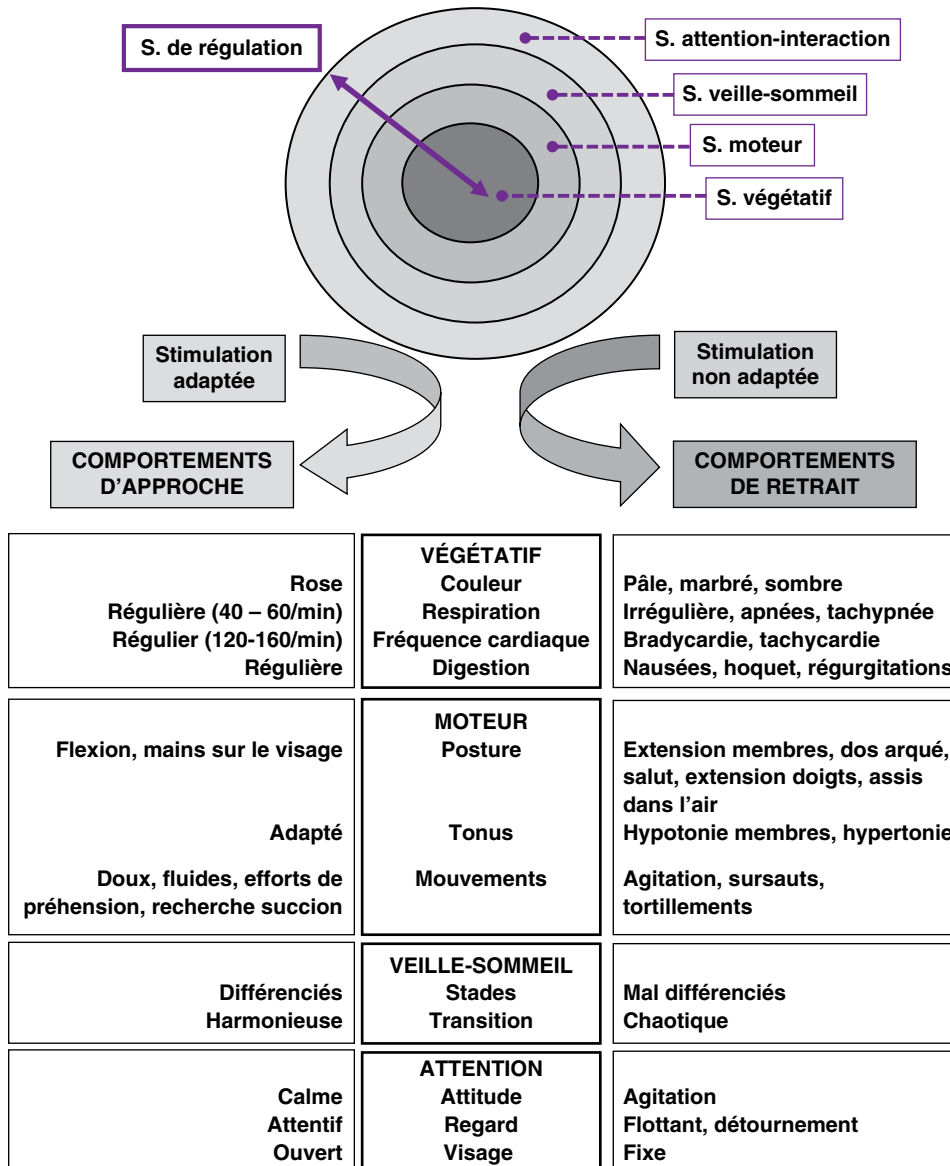 S. de régulation
S. attention-interaction
S. veille-sommeil
S. moteur
S. végétatif
Stimulation
adaptée
Stimulation
non adaptée
COMPORTEMENTS
D'APPROCHE
COMPORTEMENTS
DE RETRAIT
VÉGÉTATIF
Rose Couleur Pâle, marbré, sombre
Régulière (40 – 60/min) Respiration Irrégulière, apnées, tachypnée
Régulier (120-160/min) Fréquence cardiaque Bradycardie, tachycardie
Régulière Digestion Nausées, hoquet, régurgitations
MOTEUR
Flexion, mains sur le visage Posture Extension membres, dos arqué,
salut, extension doigts, assis
dans l'air
Adapté Tonus Hypotonie membres, hypertonie
Doux, fluides, efforts de Mouvements Agitation, sursauts,
préhension, recherche succion tortillements
VEILLE-SOMMEIL
Différenciés Stades Mal différenciés
Harmonieuse Transition Chaotique
ATTENTION
Calme Attitude Agitation
Attentif Regard Flottant, détournement
Ouvert Visage Fixe